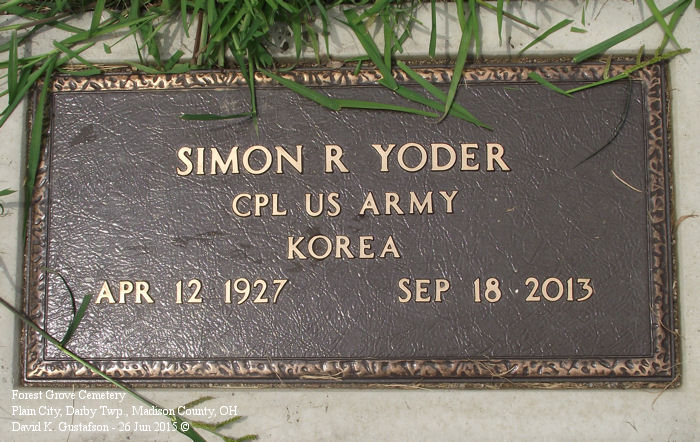 SIMON R YODER
CPL US ARMY
KOREA
APR 12 1927 SEP 18 2013
Forest Grove Cemetery
Plain City, Darby Twp., Madison County, OH
David K. Gustafson - 26 Jun 2015 ©